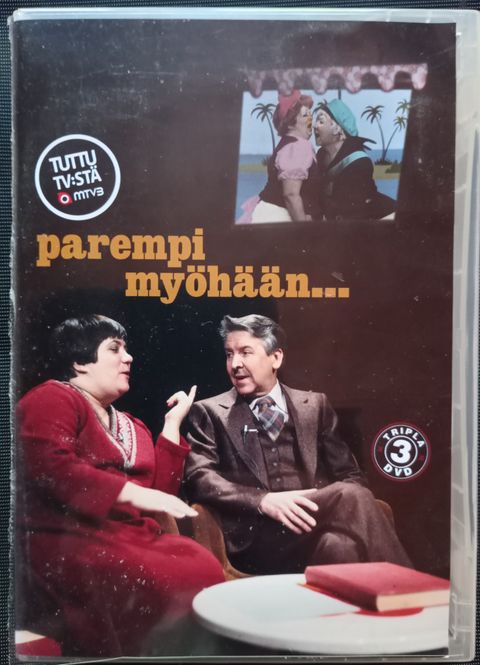 TUTTU
TV:STÄ
MTV3
parempi
myöhään...
TRIPLA
3
DVD